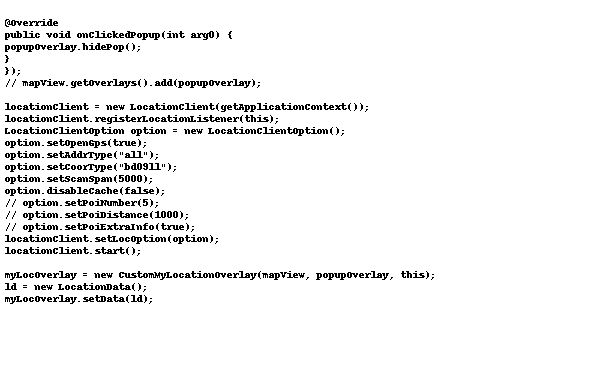 @Override
public void onClickedPopup(int arg0) {
popupOverlay.hidePop();
}
});
// mapView.getOverlays().add(popupOverlay);
locationClient = new LocationClient(getApplicationContext());
locationClient.registerLocationListener(this);
LocationClientOption option = new LocationClientOption();
option.setOpenGps(true);
option.setAddrType("all");
option.setCoorType("bd09ll");
option.setScanSpan(5000);
option.disableCache(false);
// option.setPoiNumber(5);
// option.setPoiDistance(1000);
// option.setPoiExtraInfo(true);
locationClient.setLocOption(option);
locationClient.start();
myLocOverlay = new CustomMyLocationOverlay(mapView, popupOverlay, this);
ld = new LocationData();
myLocOverlay.setData(ld);